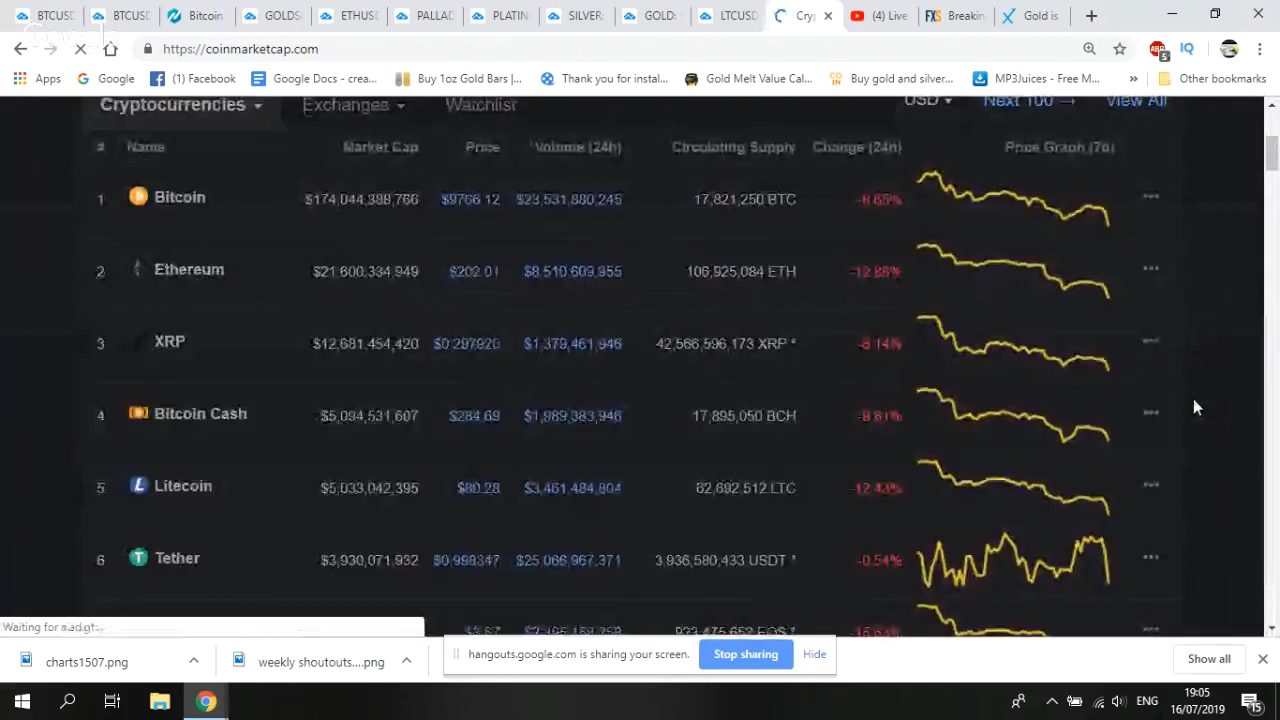 BTCUS
BTCUSD
Bitcoin
GOLDS
ETHUSD
PALLAD
PLATIN
SILVER:
GOLD:
LTCUSD
Cryp
(4) Live
FXS Breakin
Gold is
https://coinmarketcap.com
Apps
Google
(1) Facebook
Google Docs - crea...
Buy 1oz Gold Bars |...
Thank you for instal...
Gold Melt Value Cal...
Buy gold and silver...
MP3Juices - Free M...
Other bookmarks
Cryptocurrencies
Exchanges
Watchlist
USD
Next 100 →
View All
# Name Market Cap Price Volume (24h) Circulating Supply Change (24h) Price Graph (7d)
1 Bitcoin $174,044,388,766 $9766.12 $23,531,880,245 17,821,250 BTC
2 Ethereum $21,600,334,949 $202.01 $8,510,609,955 106,925,084 ETH -12.88%
3 XRP $12,681,454,420 $0.297920 $1,379,461,946 42,566,596,173 XRP * -8.14%
4 Bitcoin Cash $5,094,531,607 $284.69 $1,989,383,946 17,895,050 BCH
5 Litecoin $5,033,042,395 $80.28 $3,461,484,804 62,692,512 LTC -12.43%
6 Tether $3,930,071,932 $0.998347 $25,066,967,371 3,936,580,433 USDT * -0.54%
Waiting for
charts1507.png
weekly shoutouts....png
hangouts.google.com is sharing your screen.
Stop sharing
Hide
Show all
ENG
19:05
16/07/2019
15